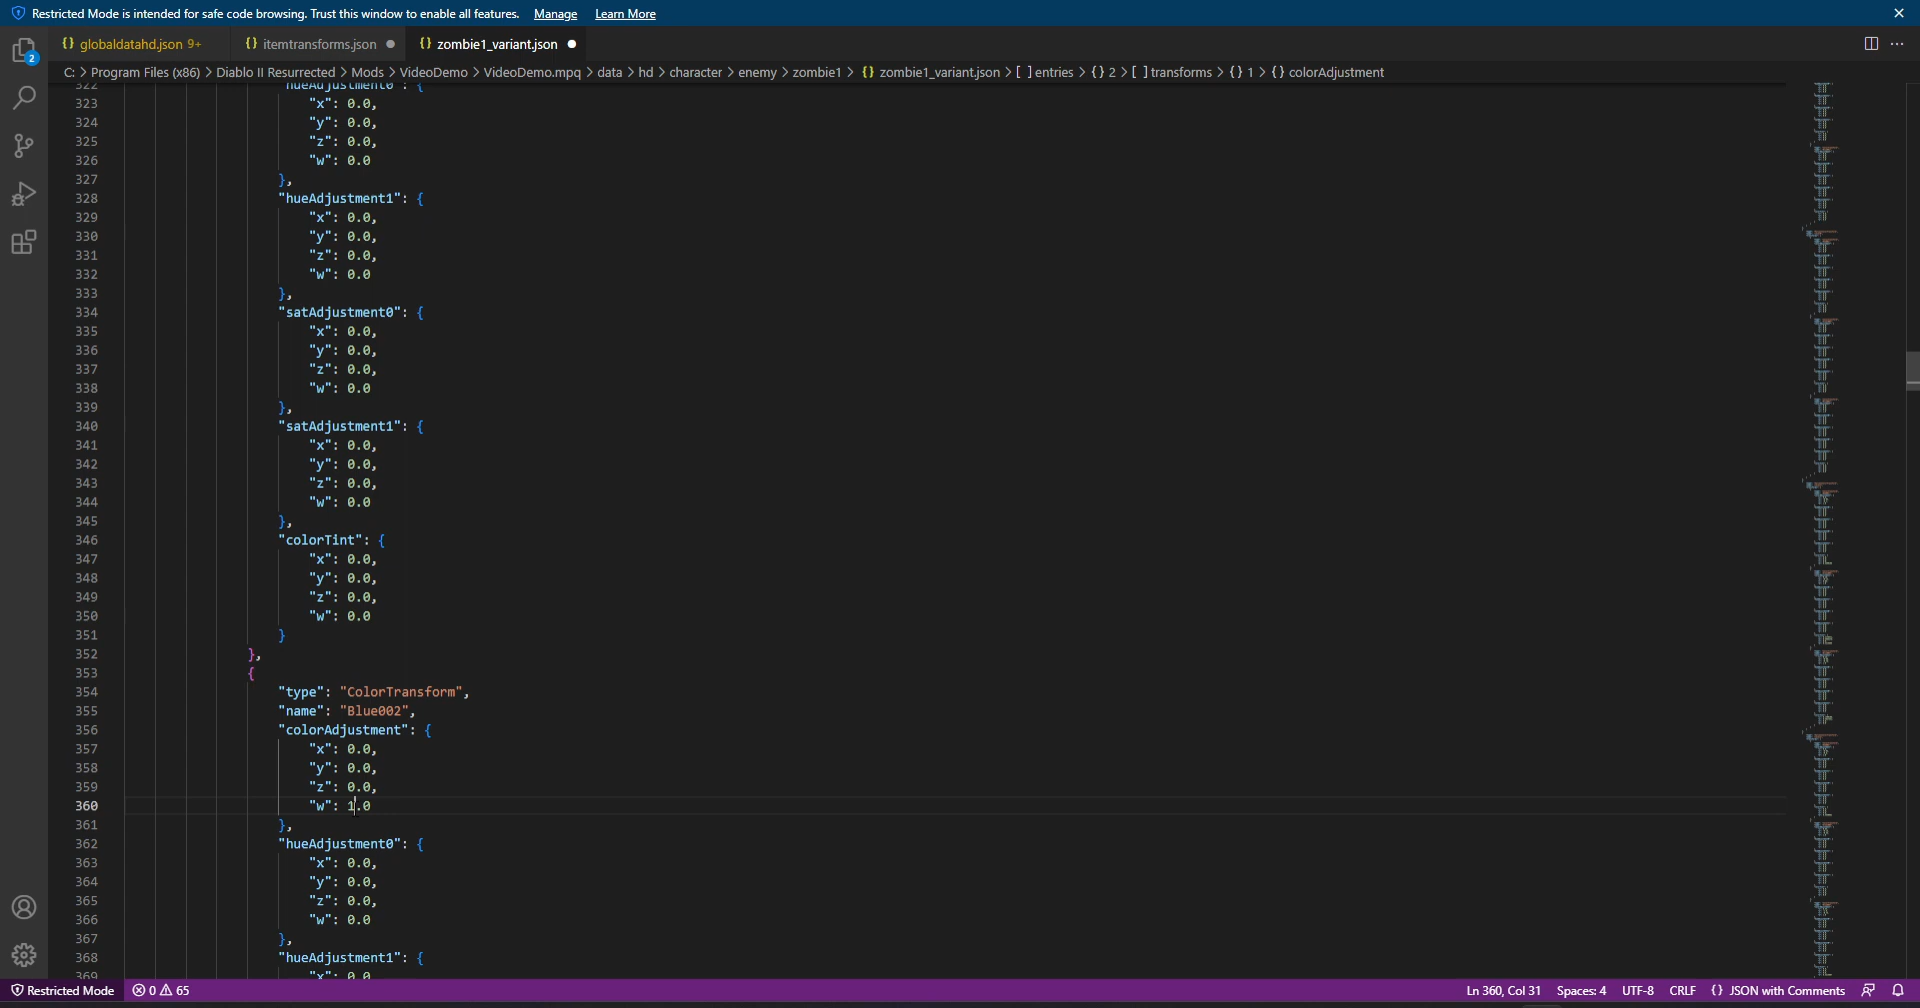 Restricted Mode is intended for safe code browsing. Trust this window to enable all features. Manage Learn More
{} globaldatahd.json 9+ {} itemtransforms.json ● {} zombie1_variant.json ●
C: > Program Files (x86) > Diablo II Resurrected > Mods > VideoDemo > VideoDemo.mpq > data > hd > character > enemy > zombie1 > {} zombie1_variant.json > [ ] entries > {} 2 > [ ] transforms > {} 1 > {} colorAdjustment
2
322 "hueAdjustment0": {
323 "x": 0.0,
324 "y": 0.0,
325 "z": 0.0,
326 "w": 0.0
327 },
328 "hueAdjustment1": {
329 "x": 0.0,
330 "y": 0.0,
331 "z": 0.0,
332 "w": 0.0
333 },
334 "satAdjustment0": {
335 "x": 0.0,
336 "y": 0.0,
337 "z": 0.0,
338 "w": 0.0
339 },
340 "satAdjustment1": {
341 "x": 0.0,
342 "y": 0.0,
343 "z": 0.0,
344 "w": 0.0
345 },
346 "colorTint": {
347 "x": 0.0,
348 "y": 0.0,
349 "z": 0.0,
350 "w": 0.0
351 }
352 },
353 {
354 "type": "ColorTransform",
355 "name": "Blue002",
356 "colorAdjustment": {
357 "x": 0.0,
358 "y": 0.0,
359 "z": 0.0,
360 "w": 1.0
361 },
362 "hueAdjustment0": {
363 "x": 0.0,
364 "y": 0.0,
365 "z": 0.0,
366 "w": 0.0
367 },
368 "hueAdjustment1": {
369 "x": 0.0
Restricted Mode 0 65 Ln 360, Col 31 Spaces: 4 UTF-8 CRLF {} JSON with Comments